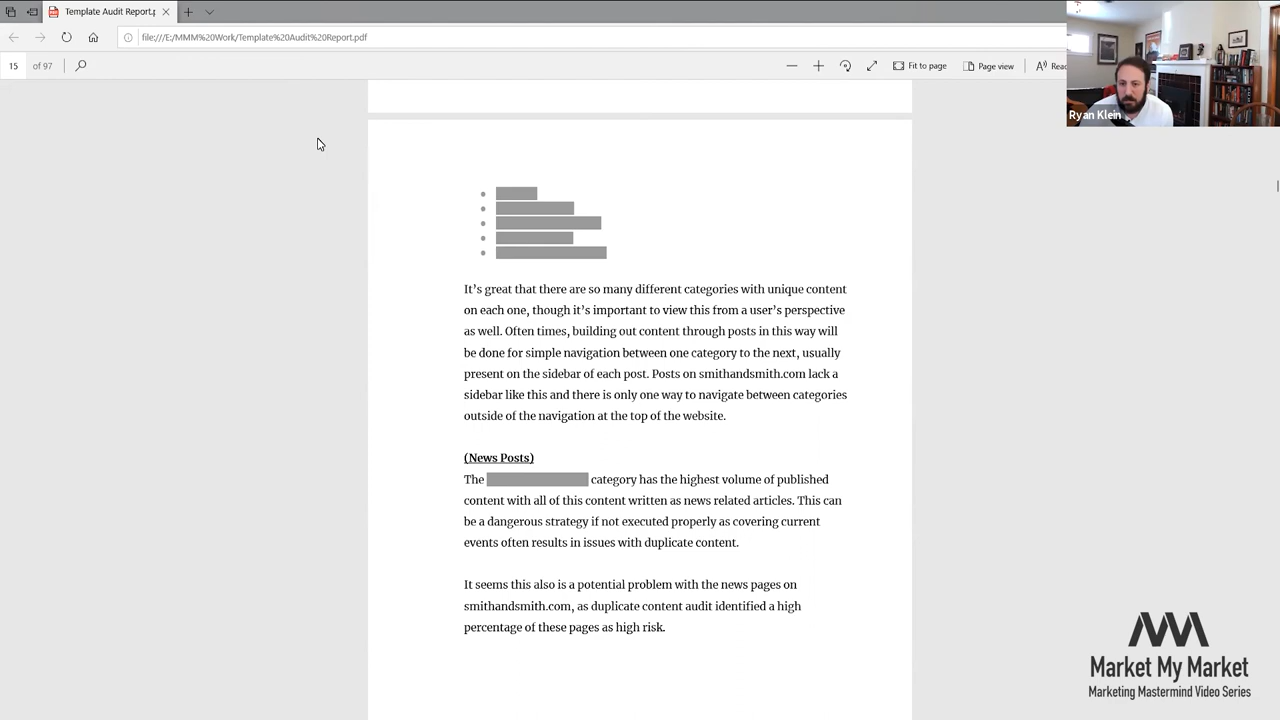 Template Audit Report.p
file:///E:/MMM%20Work/Template%20Audit%20Report.pdf
15 of 97
Fit to page
Page view
Rea
Ryan Klein
It's great that there are so many different categories with unique content
on each one, though it's important to view this from a user's perspective
as well. Often times, building out content through posts in this way will
be done for simple navigation between one category to the next, usually
present on the sidebar of each post. Posts on smithandsmith.com lack a
sidebar like this and there is only one way to navigate between categories
outside of the navigation at the top of the website.
(News Posts)
The category has the highest volume of published
content with all of this content written as news related articles. This can
be a dangerous strategy if not executed properly as covering current
events often results in issues with duplicate content.
It seems this also is a potential problem with the news pages on
smithandsmith.com, as duplicate content audit identified a high
percentage of these pages as high risk.
Market My Market
Marketing Mastermind Video Series